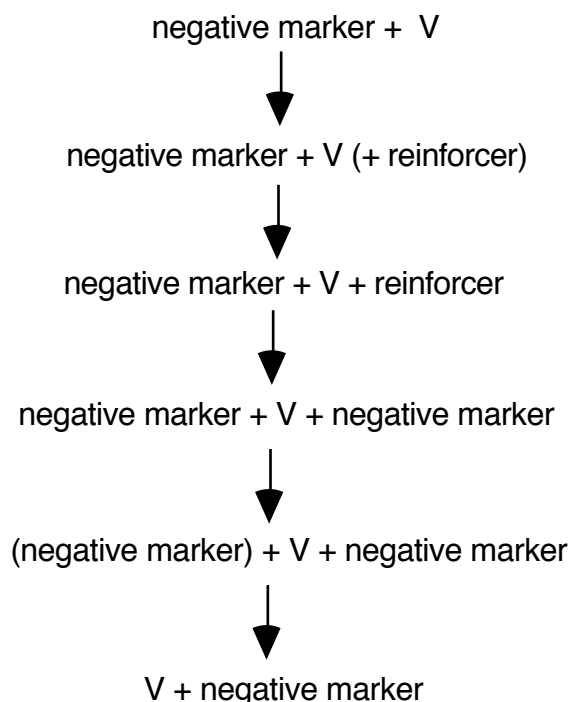 negative marker + V
negative marker + V (+ reinforcer)
negative marker + V + reinforcer
negative marker + V + negative marker
(negative marker) + V + negative marker
V + negative marker